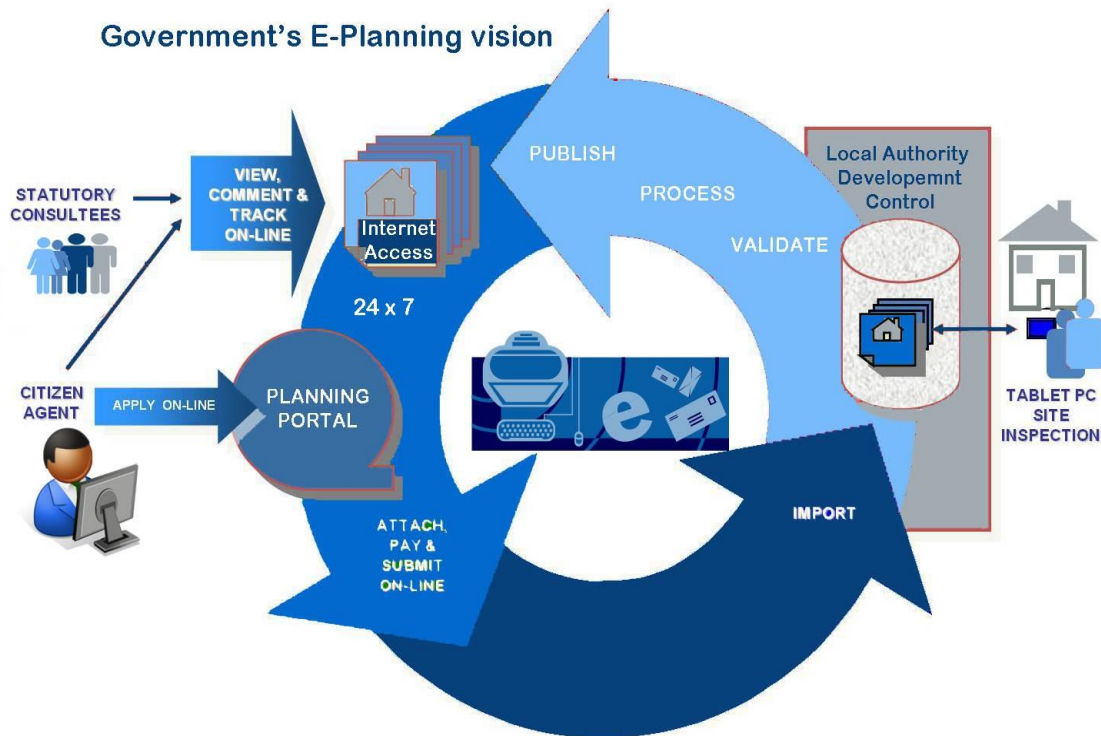 Government's E-Planning vision
STATUTORY
CONSULTEES
VIEW,
COMMENT &
TRACK
ON-LINE
Internet
Access
24 x 7
PUBLISH
PROCESS
VALIDATE
Local Authority
Developemnt
Control
TABLET PC
SITE
INSPECTION
CITIZEN
AGENT
APPLY ON-LINE
PLANNING
PORTAL
e
ATTACH,
PAY &
SUBMIT
ON-LINE
IMPORT